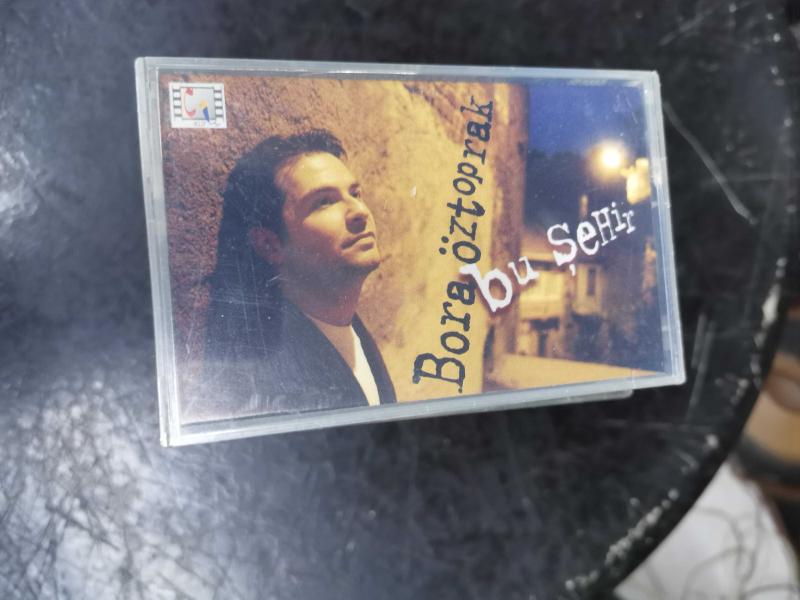 Bora öztoprak
bu ŞeHir